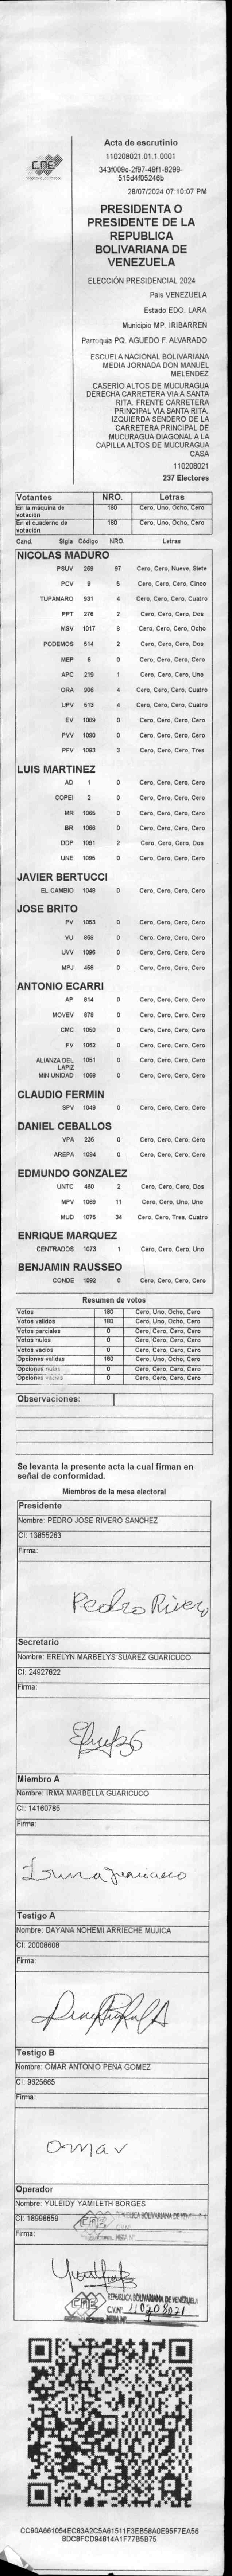 CNE
Acta de escrutinio
110208021.01.1.0001
343f009c-2f97-49f1-8299-
515d4f05246b
28/07/2024 07:10:07 PM
PRESIDENTA O
PRESIDENTE DE LA
REPUBLICA
BOLIVARIANA DE
VENEZUELA
ELECCIÓN PRESIDENCIAL 2024
Pais VENEZUELA
Estado EDO. LARA
Municipio MP. IRIBARREN
Parroquia PQ. AGUEDO F. ALVARADO
ESCUELA NACIONAL BOLIVARIANA
MEDIA JORNADA DON MANUEL
MELENDEZ
CASERÍO ALTOS DE MUCURAGUA
DERECHA CARRETERA VIA A SANTA
RITA. FRENTE CARRETERA
PRINCIPAL VIA SANTA RITA.
IZQUIERDA SENDERO DE LA
CARRETERA PRINCIPAL DE
MUCURAGUA DIAGONAL A LA
CAPILLA ALTOS DE MUCURAGUA
CASA
110208021
237 Electores
Votantes NRO. Letras
En la máquina de votación 180 Cero, Uno, Ocho, Cero
En el cuaderno de votación 180 Cero, Uno, Ocho, Cero
Cand. Sigla Código NRO. Letras
NICOLAS MADURO
PSUV 269 97 Cero, Cero, Nueve, Siete
PCV 9 5 Cero, Cero, Cero, Cinco
TUPAMARO 931 4 Cero, Cero, Cero, Cuatro
PPT 276 2 Cero, Cero, Cero, Dos
MSV 1017 8 Cero, Cero, Cero, Ocho
PODEMOS 514 2 Cero, Cero, Cero, Dos
MEP 6 0 Cero, Cero, Cero, Cero
APC 219 1 Cero, Cero, Cero, Uno
ORA 906 4 Cero, Cero, Cero, Cuatro
UPV 613 4 Cero, Cero, Cero, Cuatro
EV 1089 0 Cero, Cero, Cero, Cero
PVV 1090 0 Cero, Cero, Cero, Cero
PFV 1093 3 Cero, Cero, Cero, Tres
LUIS MARTINEZ
AD 1 0 Cero, Cero, Cero, Cero
COPEI 2 0 Cero, Cero, Cero, Cero
MR 1065 0 Cero, Cero, Cero, Cero
BR 1066 0 Cero, Cero, Cero, Cero
DDP 1091 2 Cero, Cero, Cero, Dos
UNE 1095 0 Cero, Cero, Cero, Cero
JAVIER BERTUCCI
EL CAMBIO 1048 0 Cero, Cero, Cero, Cero
JOSE BRITO
PV 1053 0 Cero, Cero, Cero, Cero
VU 868 0 Cero, Cero, Cero, Cero
UVV 1096 0 Cero, Cero, Cero, Cero
MPJ 458 0 Cero, Cero, Cero, Cero
ANTONIO ECARRI
AP 814 0 Cero, Cero, Cero, Cero
MOVEV 878 0 Cero, Cero, Cero, Cero
CMC 1050 0 Cero, Cero, Cero, Cero
FV 1062 0 Cero, Cero, Cero, Cero
ALIANZA DEL LAPIZ 1051 0 Cero, Cero, Cero, Cero
MIN UNIDAD 1068 0 Cero, Cero, Cero, Cero
CLAUDIO FERMIN
SPV 1049 0 Cero, Cero, Cero, Cero
DANIEL CEBALLOS
VPA 236 0 Cero, Cero, Cero, Cero
AREPA 1094 0 Cero, Cero, Cero, Cero
EDMUNDO GONZALEZ
UNTC 460 2 Cero, Cero, Cero, Dos
MPV 1069 11 Cero, Cero, Uno, Uno
MUD 1075 34 Cero, Cero, Tres, Cuatro
ENRIQUE MARQUEZ
CENTRADOS 1073 1 Cero, Cero, Cero, Uno
BENJAMIN RAUSSEO
CONDE 1092 0 Cero, Cero, Cero, Cero
Resumen de votos
Votos 180 Cero, Uno, Ocho, Cero
Votos validos 180 Cero, Uno, Ocho, Cero
Votos parciales 0 Cero, Cero, Cero, Cero
Votos nulos 0 Cero, Cero, Cero, Cero
Votos vacios 0 Cero, Cero, Cero, Cero
Opciones validas 180 Cero, Uno, Ocho, Cero
Opciones nulas 0 Cero, Cero, Cero, Cero
Opciones vacias 0 Cero, Cero, Cero, Cero
Observaciones:
Se levanta la presente acta la cual firman en
señal de conformidad.
Miembros de la mesa electoral
Presidente
Nombre: PEDRO JOSE RIVERO SANCHEZ
CI: 13855263
Firma:
Pedro Rivero
Secretario
Nombre: ERELYN MARBELYS SUAREZ GUARICUCO
CI: 24927822
Firma:
Miembro A
Nombre: IRMA MARBELLA GUARICUCO
CI: 14160785
Firma:
Irma guaricuco
Testigo A
Nombre: DAYANA NOHEMI ARRIECHE MUJICA
CI: 20008608
Firma:
Testigo B
Nombre: OMAR ANTONIO PEÑA GOMEZ
CI: 9625665
Firma:
Omar
Operador
Nombre: YULEIDY YAMILETH BORGES
CI: 18998659
Firma:
CNE
REPUBLICA BOLIVARIANA DE VENEZUELA
C.V.N°. 110208021
MESA N°. 1
CC90A661054EC83A2C5A61511F3EB58A0E95F7EA56
8DC8FCD94814A1F77B5B75